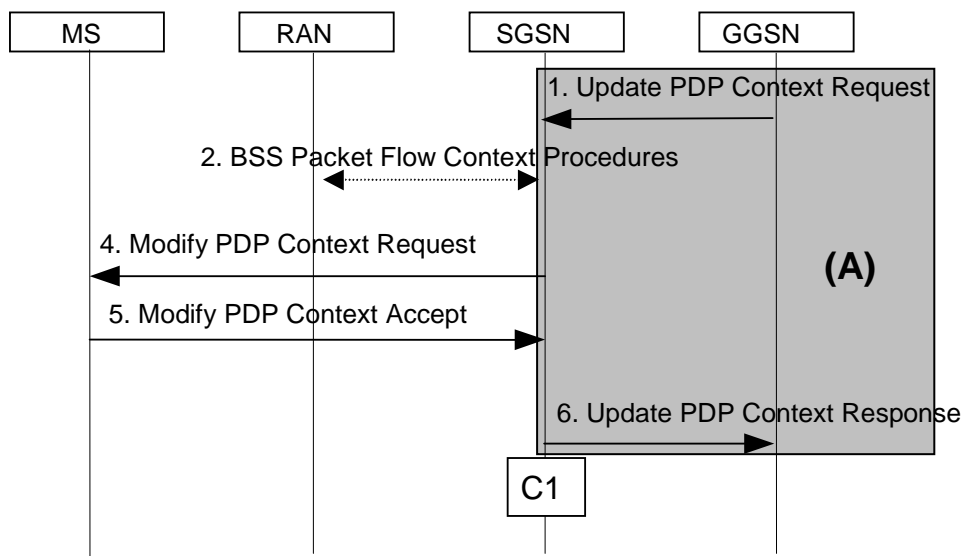 MS RAN SGSN GGSN
1. Update PDP Context Request
2. BSS Packet Flow Context Procedures
4. Modify PDP Context Request
(A)
5. Modify PDP Context Accept
6. Update PDP Context Response
C1